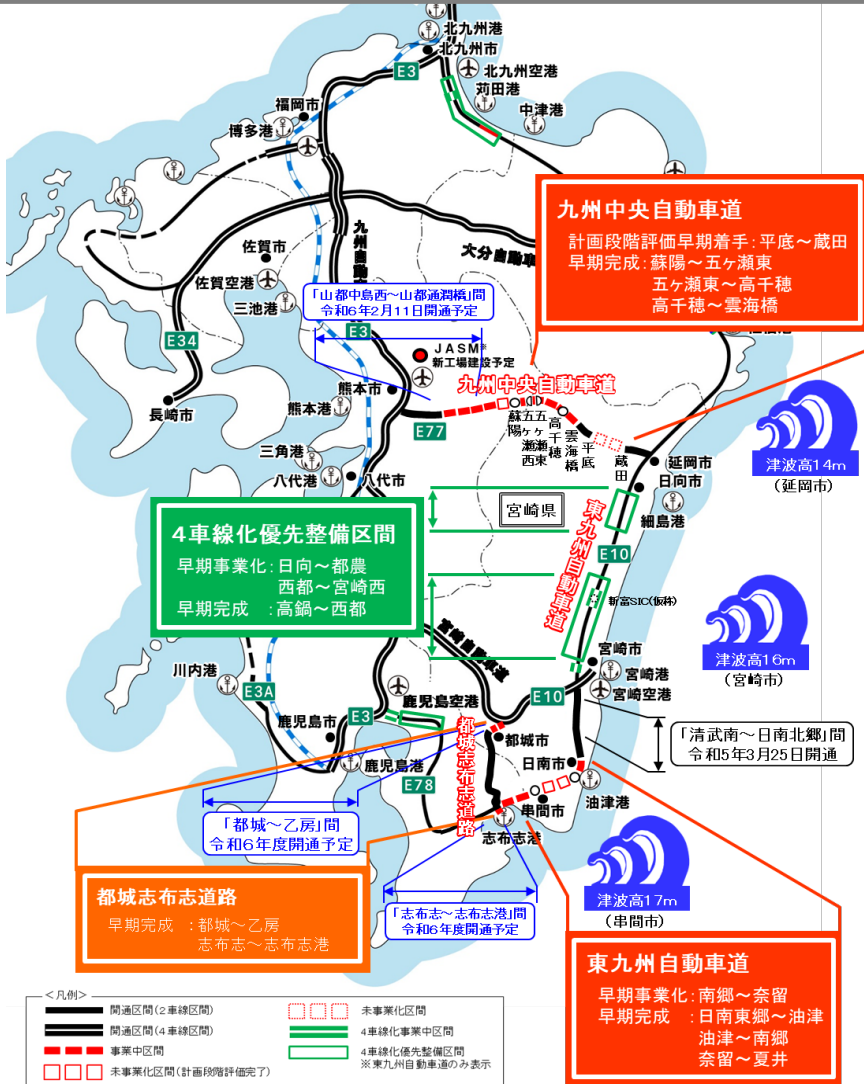 北九州港
北九州市
E3
北九州空港
苅田港
中津港
福岡市
博多港
九州中央自動車道
計画段階評価早期着手:平底～蔵田
早期完成:蘇陽～五ヶ瀬東
五ヶ瀬東～高千穂
高千穂～雲海橋
九州自動車
大分自動車
佐賀市
佐賀空港
三池港
「山都中島西～山都通潤橋」間
令和6年2月11日開通予定
E3
E34
JASM※
新工場建設予定
長崎市
熊本市
熊本港
九州中央自動車道
E77
蘇陽
五ヶ瀬西
五ヶ瀬東
高千穂
雲海橋
平底
蔵田
三角港
八代港
八代市
延岡市
日向市
細島港
津波高14m
(延岡市)
宮崎県
4車線化優先整備区間
早期事業化:日向～都農
西都～宮崎西
早期完成 :高鍋～西都
東九州自動車道
E10
新富SIC(仮称)
宮崎自動車道
津波高16m
(宮崎市)
宮崎市
宮崎港
宮崎空港
川内港
E3A
鹿児島空港
E3
E10
鹿児島市
鹿児島港
都城市
都城志布志道路
「清武南～日南北郷」間
令和5年3月25日開通
日南市
油津港
E78
串間市
志布志港
「都城～乙房」間
令和6年度開通予定
都城志布志道路
早期完成 :都城～乙房
志布志～志布志港
「志布志～志布志港」間
令和6年度開通予定
津波高17m
(串間市)
東九州自動車道
早期事業化:南郷～奈留
早期完成 :日南東郷～油津
油津～南郷
奈留～夏井
＜凡例＞
開通区間(2車線区間)
開通区間(4車線区間)
事業中区間
未事業化区間(計画段階評価完了)
未事業化区間
4車線化事業中区間
4車線化優先整備区間
※東九州自動車道のみ表示